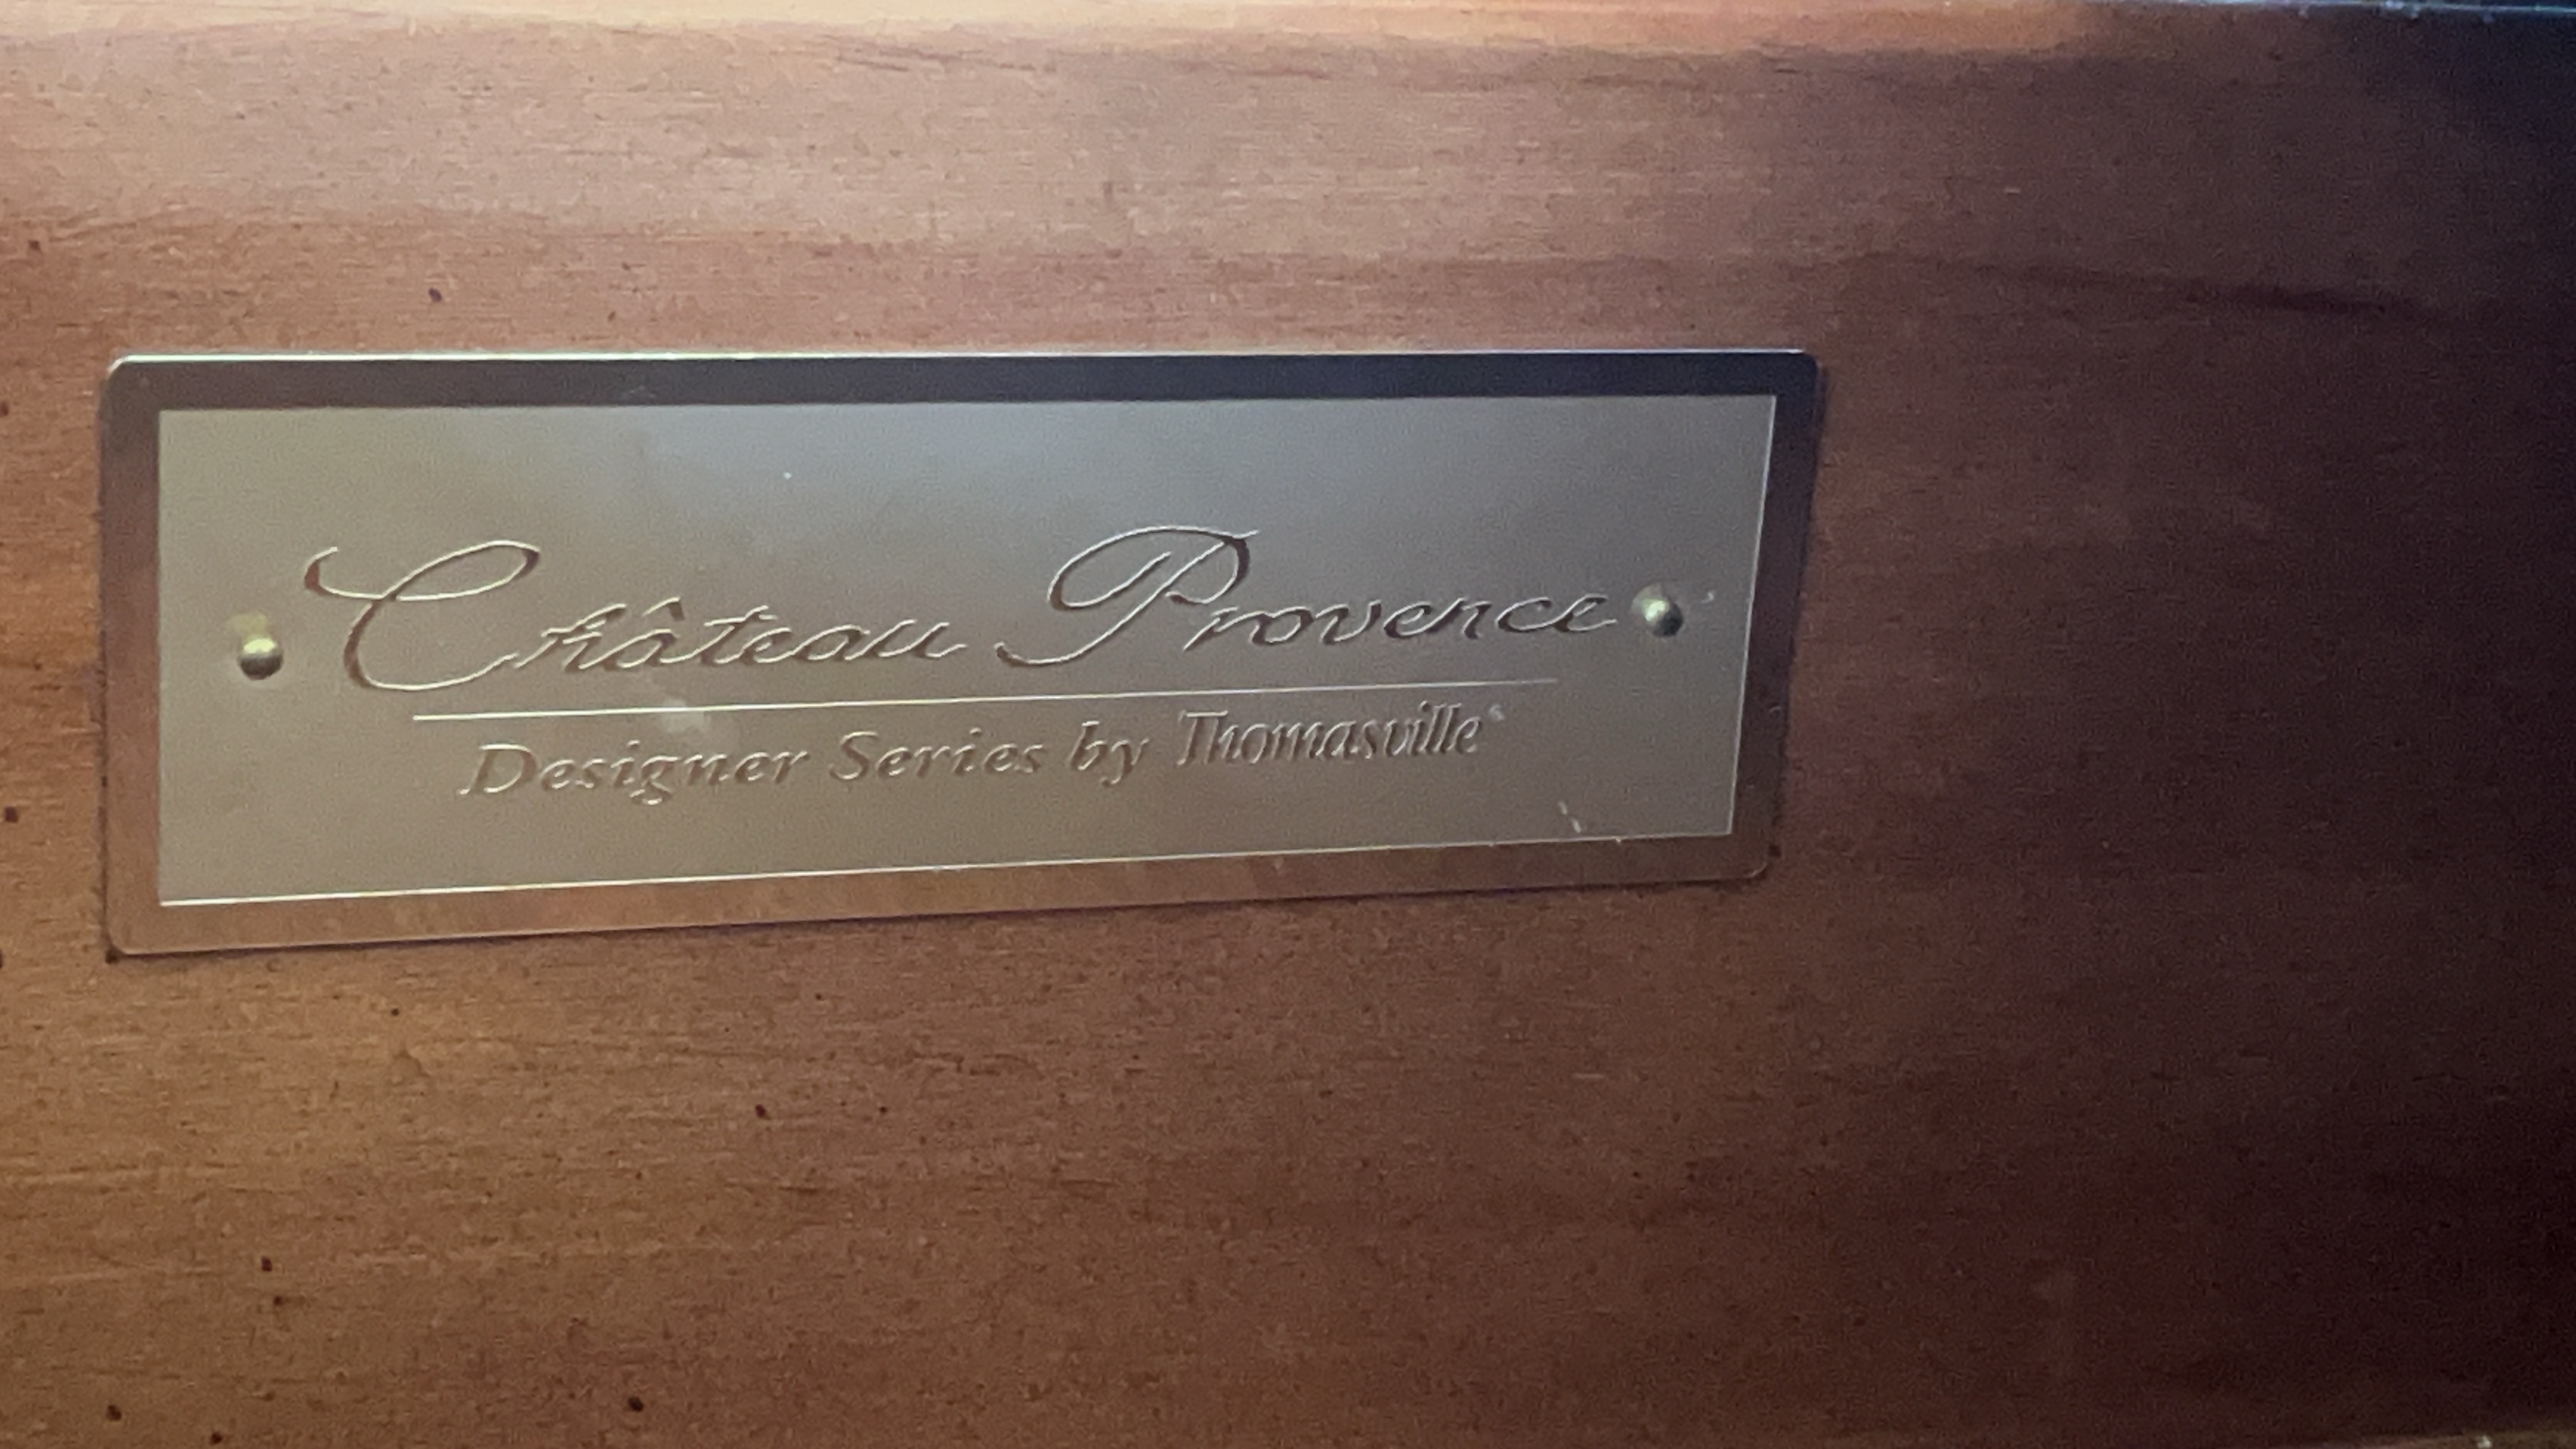 Château Provence
Designer Series by Thomasville®